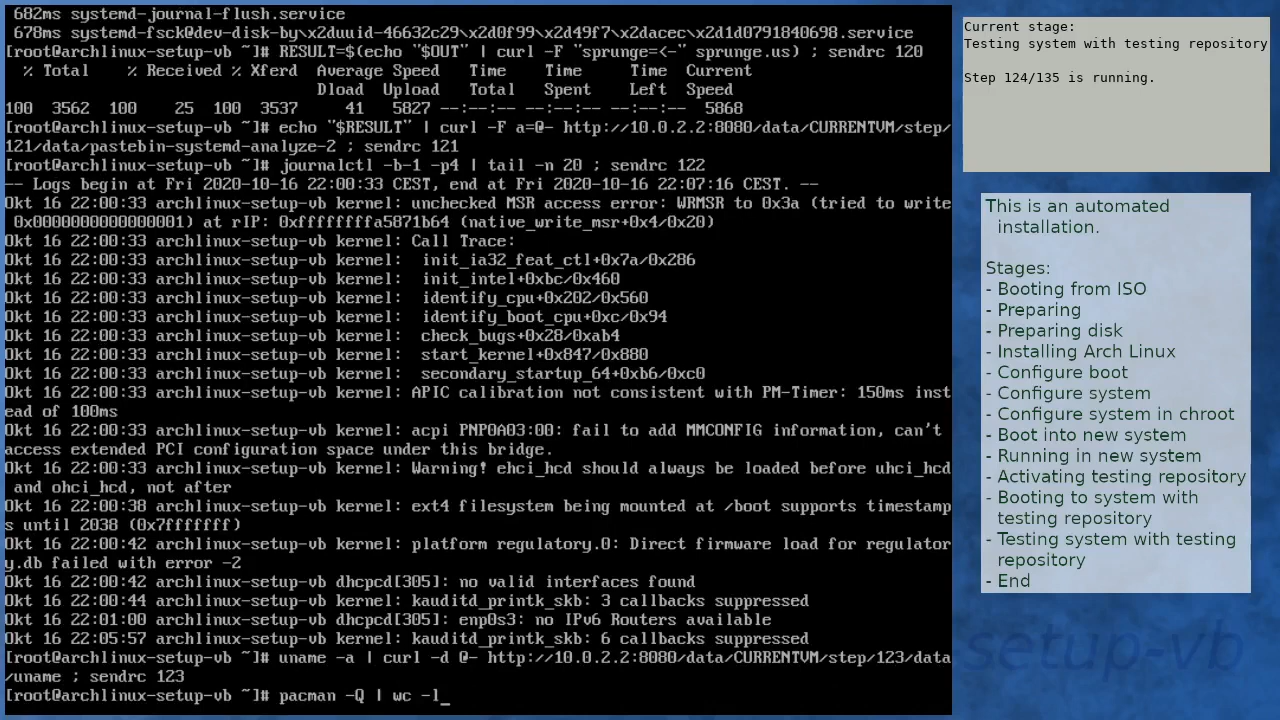 682ms systemd-journal-flush.service
 678ms systemd-fsck@dev-disk-by\x2duuid-46632c29\x2d0f99\x2d49f7\x2dacec\x2d1d0791840698.service
[root@archlinux-setup-vb ~]# RESULT=$(echo "$OUT" | curl -F "sprunge=<-" sprunge.us) ; sendrc 120
  % Total    % Received % Xferd  Average Speed   Time    Time     Time  Current
                                 Dload  Upload   Total   Spent    Left  Speed
100  3562  100    25  100  3537     41   5827 --:--:-- --:--:-- --:--:--  5868
[root@archlinux-setup-vb ~]# echo "$RESULT" | curl -F a=@- http://10.0.2.2:8080/data/CURRENTVM/step/
121/data/pastebin-systemd-analyze-2 ; sendrc 121
[root@archlinux-setup-vb ~]# journalctl -b-1 -p4 | tail -n 20 ; sendrc 122
-- Logs begin at Fri 2020-10-16 22:00:33 CEST, end at Fri 2020-10-16 22:07:16 CEST. --
Okt 16 22:00:33 archlinux-setup-vb kernel: unchecked MSR access error: WRMSR to 0x3a (tried to write
 0x0000000000000001) at rIP: 0xffffffffa5871b64 (native_write_msr+0x4/0x20)
Okt 16 22:00:33 archlinux-setup-vb kernel: Call Trace:
Okt 16 22:00:33 archlinux-setup-vb kernel:  init_ia32_feat_ctl+0x7a/0x286
Okt 16 22:00:33 archlinux-setup-vb kernel:  init_intel+0xbc/0x460
Okt 16 22:00:33 archlinux-setup-vb kernel:  identify_cpu+0x202/0x560
Okt 16 22:00:33 archlinux-setup-vb kernel:  identify_boot_cpu+0xc/0x94
Okt 16 22:00:33 archlinux-setup-vb kernel:  check_bugs+0x28/0xab4
Okt 16 22:00:33 archlinux-setup-vb kernel:  start_kernel+0x847/0x880
Okt 16 22:00:33 archlinux-setup-vb kernel:  secondary_startup_64+0xb6/0xc0
Okt 16 22:00:33 archlinux-setup-vb kernel: APIC calibration not consistent with PM-Timer: 150ms inst
ead of 100ms
Okt 16 22:00:33 archlinux-setup-vb kernel: acpi PNP0A03:00: fail to add MMCONFIG information, can't
access extended PCI configuration space under this bridge.
Okt 16 22:00:33 archlinux-setup-vb kernel: Warning! ehci_hcd should always be loaded before uhci_hcd
 and ohci_hcd, not after
Okt 16 22:00:38 archlinux-setup-vb kernel: ext4 filesystem being mounted at /boot supports timestamp
s until 2038 (0x7fffffff)
Okt 16 22:00:42 archlinux-setup-vb kernel: platform regulatory.0: Direct firmware load for regulator
y.db failed with error -2
Okt 16 22:00:42 archlinux-setup-vb dhcpcd[305]: no valid interfaces found
Okt 16 22:00:44 archlinux-setup-vb kernel: kauditd_printk_skb: 3 callbacks suppressed
Okt 16 22:01:00 archlinux-setup-vb dhcpcd[305]: enp0s3: no IPv6 Routers available
Okt 16 22:05:57 archlinux-setup-vb kernel: kauditd_printk_skb: 6 callbacks suppressed
[root@archlinux-setup-vb ~]# uname -a | curl -d @- http://10.0.2.2:8080/data/CURRENTVM/step/123/data
/uname ; sendrc 123
[root@archlinux-setup-vb ~]# pacman -Q | wc -l_
Current stage:
Testing system with testing repository
Step 124/135 is running.
This is an automated
installation.
Stages:
- Booting from ISO
- Preparing
- Preparing disk
- Installing Arch Linux
- Configure boot
- Configure system
- Configure system in chroot
- Boot into new system
- Running in new system
- Activating testing repository
- Booting to system with
testing repository
- Testing system with testing
repository
- End
setup-vb